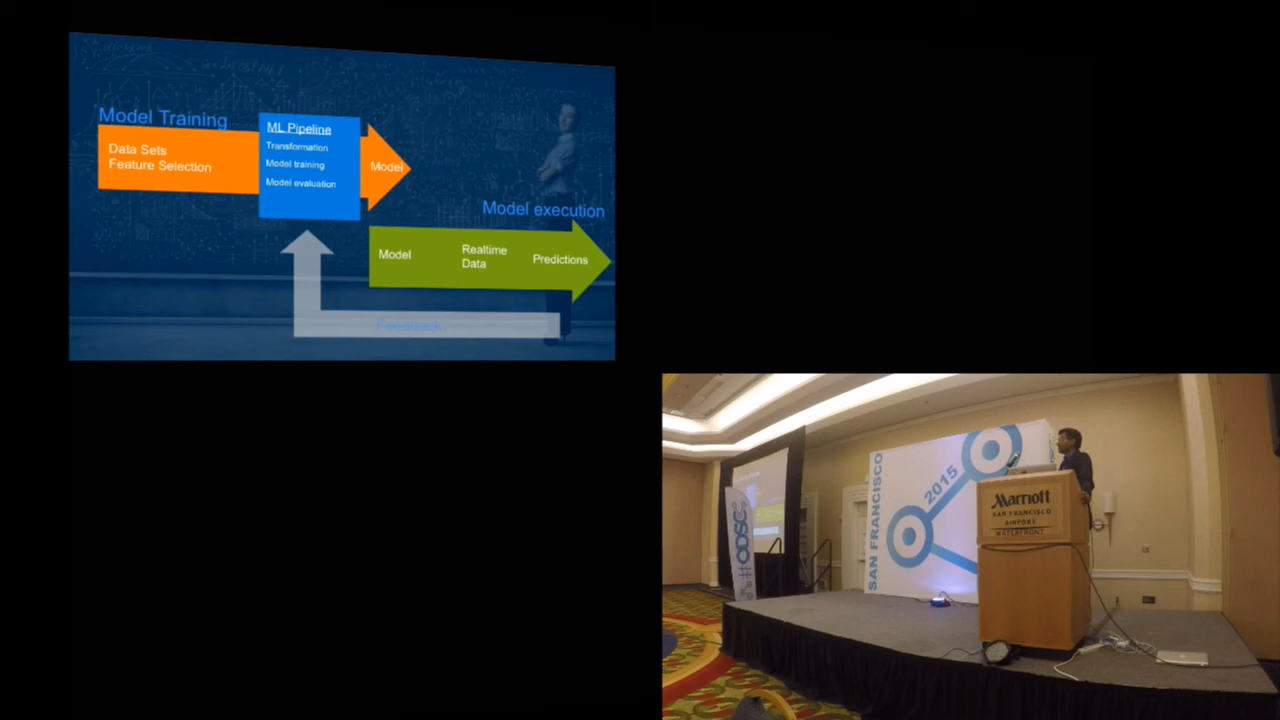 Model Training
Data Sets
Feature Selection
ML Pipeline
Transformation
Model training
Model evaluation
Model
Model execution
Model
Realtime
Data
Predictions
Feedback
SAN FRANCISCO
2015
#ODSC
Marriott
SAN FRANCISCO
AIRPORT
WATERFRONT